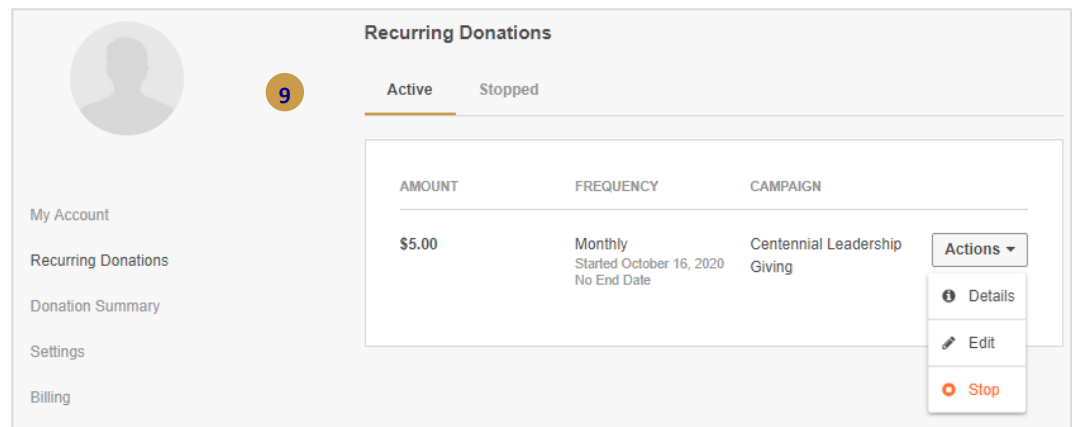 Recurring Donations
9
Active Stopped
AMOUNT FREQUENCY CAMPAIGN
$5.00 Monthly Centennial Leadership Actions
Started October 16, 2020 Giving
No End Date
Details
Edit
Stop
My Account
Recurring Donations
Donation Summary
Settings
Billing